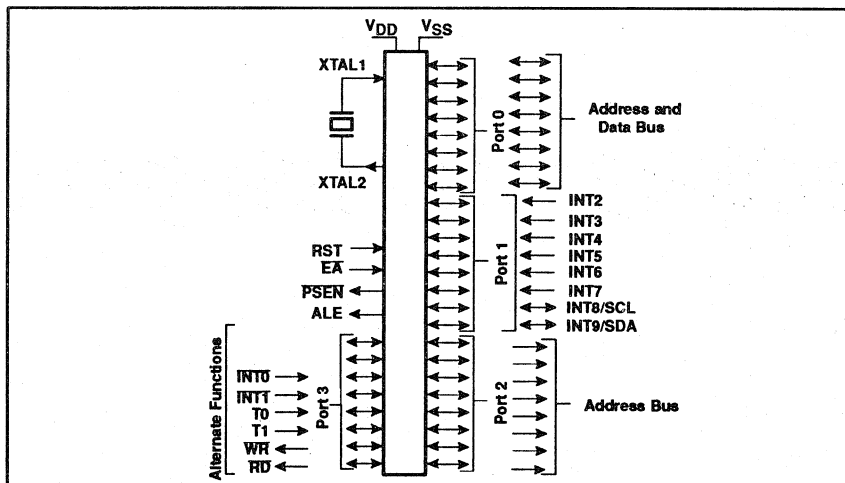 VDD VSS
XTAL1
XTAL2
Port 0
Address and
Data Bus
RST
EA
PSEN
ALE
Port 1
INT2
INT3
INT4
INT5
INT6
INT7
INT8/SCL
INT9/SDA
Alternate Functions
INT0
INT1
T0
T1
WR
RD
Port 3
Port 2
Address Bus